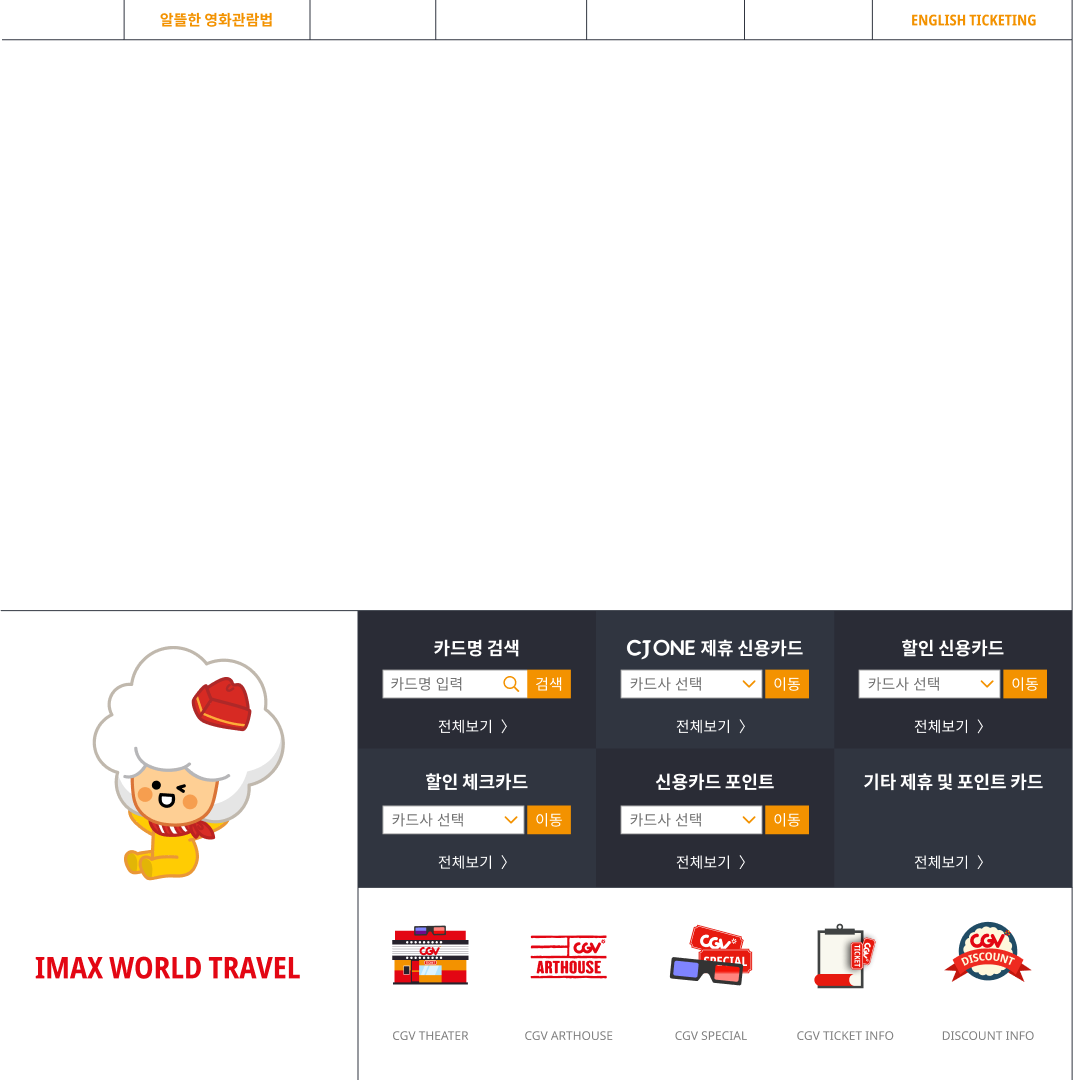 알뜰한 영화관람법
ENGLISH TICKETING
카드명 검색
카드명 입력
검색
전체보기 〉
CJ ONE 제휴 신용카드
카드사 선택
이동
전체보기 〉
할인 신용카드
카드사 선택
이동
전체보기 〉
할인 체크카드
카드사 선택
이동
전체보기 〉
신용카드 포인트
카드사 선택
이동
전체보기 〉
기타 제휴 및 포인트 카드
전체보기 〉
IMAX WORLD TRAVEL
CGV
CGV
ARTHOUSE
CGV
SPECIAL
CGV
TICKET
CGV
DISCOUNT
CGV THEATER
CGV ARTHOUSE
CGV SPECIAL
CGV TICKET INFO
DISCOUNT INFO